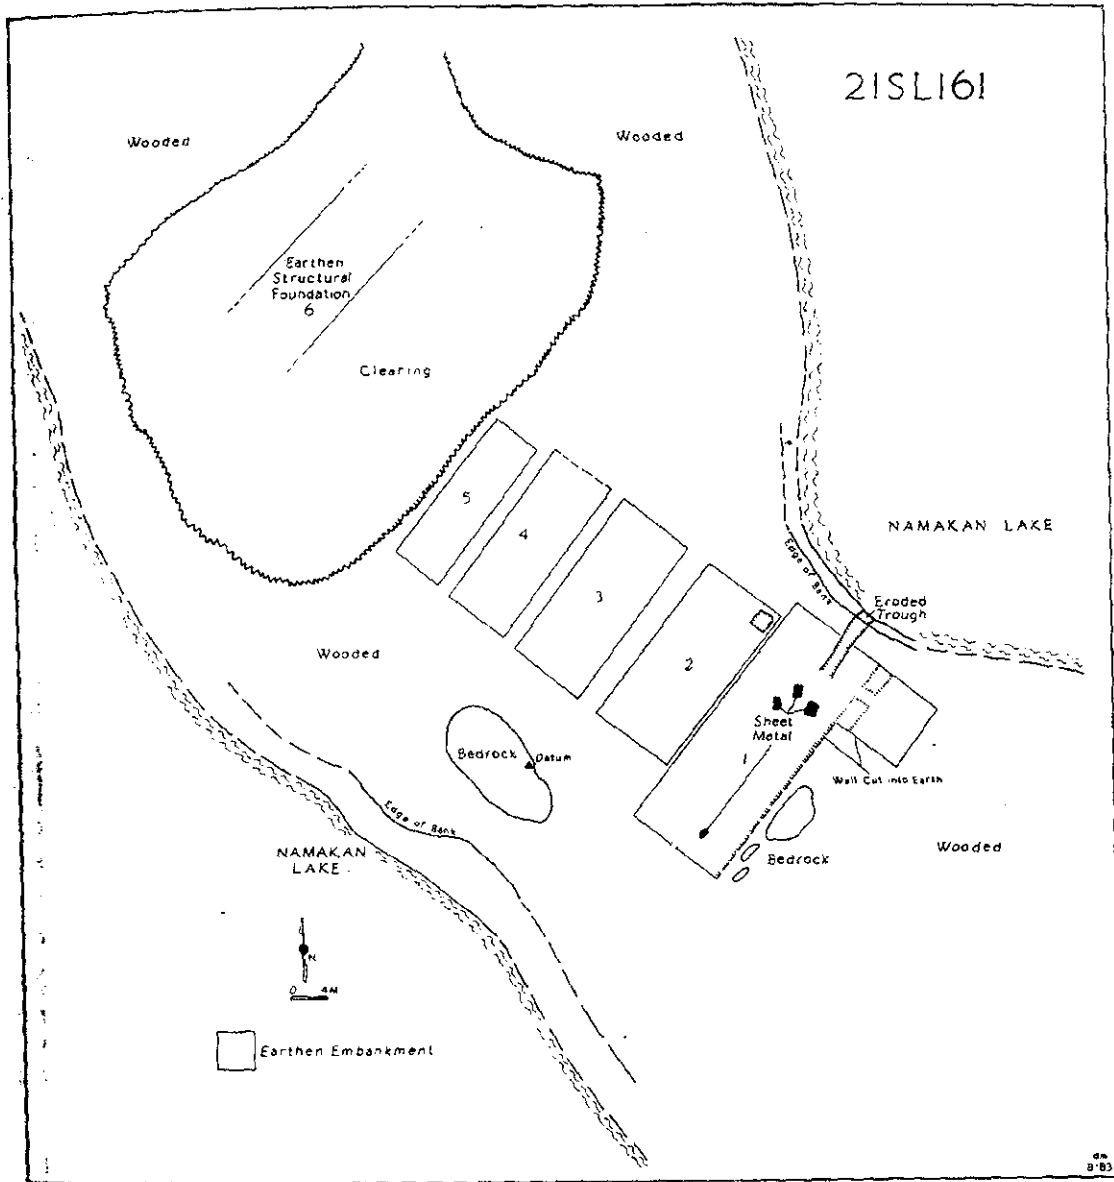 21SL161
Wooded
Wooded
Earthen
Structural
Foundation
6
Clearing
5
4
3
2
1
NAMAKAN LAKE
Edge of Bank
Eroded
Trough
Sheet
Metal
Wall Cut into Earth
Wooded
Bedrock
Datum
Bedrock
Wooded
Edge of Bank
NAMAKAN
LAKE
N
0 4M
Earthen Embankment
dm
8·83